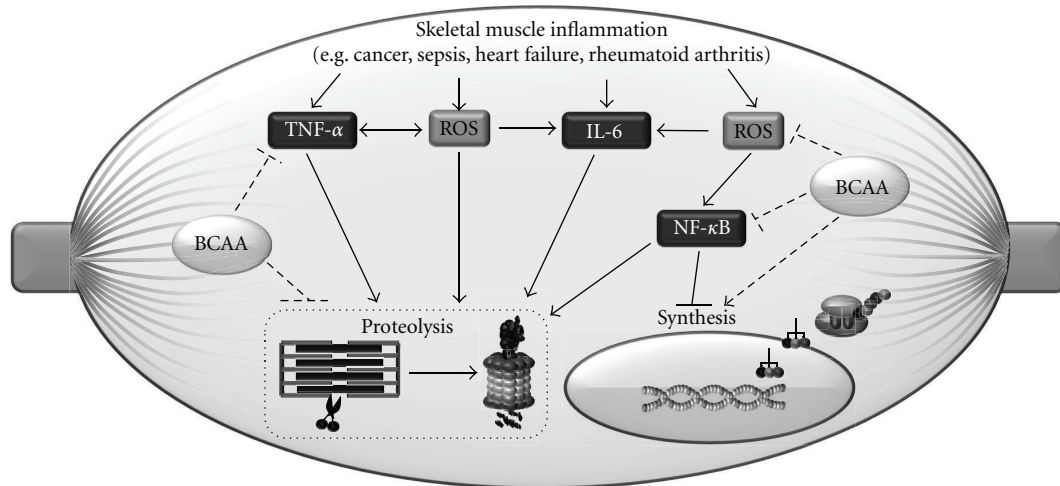 Skeletal muscle inflammation
(e.g. cancer, sepsis, heart failure, rheumatoid arthritis)
TNF-α
ROS
IL-6
ROS
BCAA
BCAA
NF-κB
Proteolysis
Synthesis